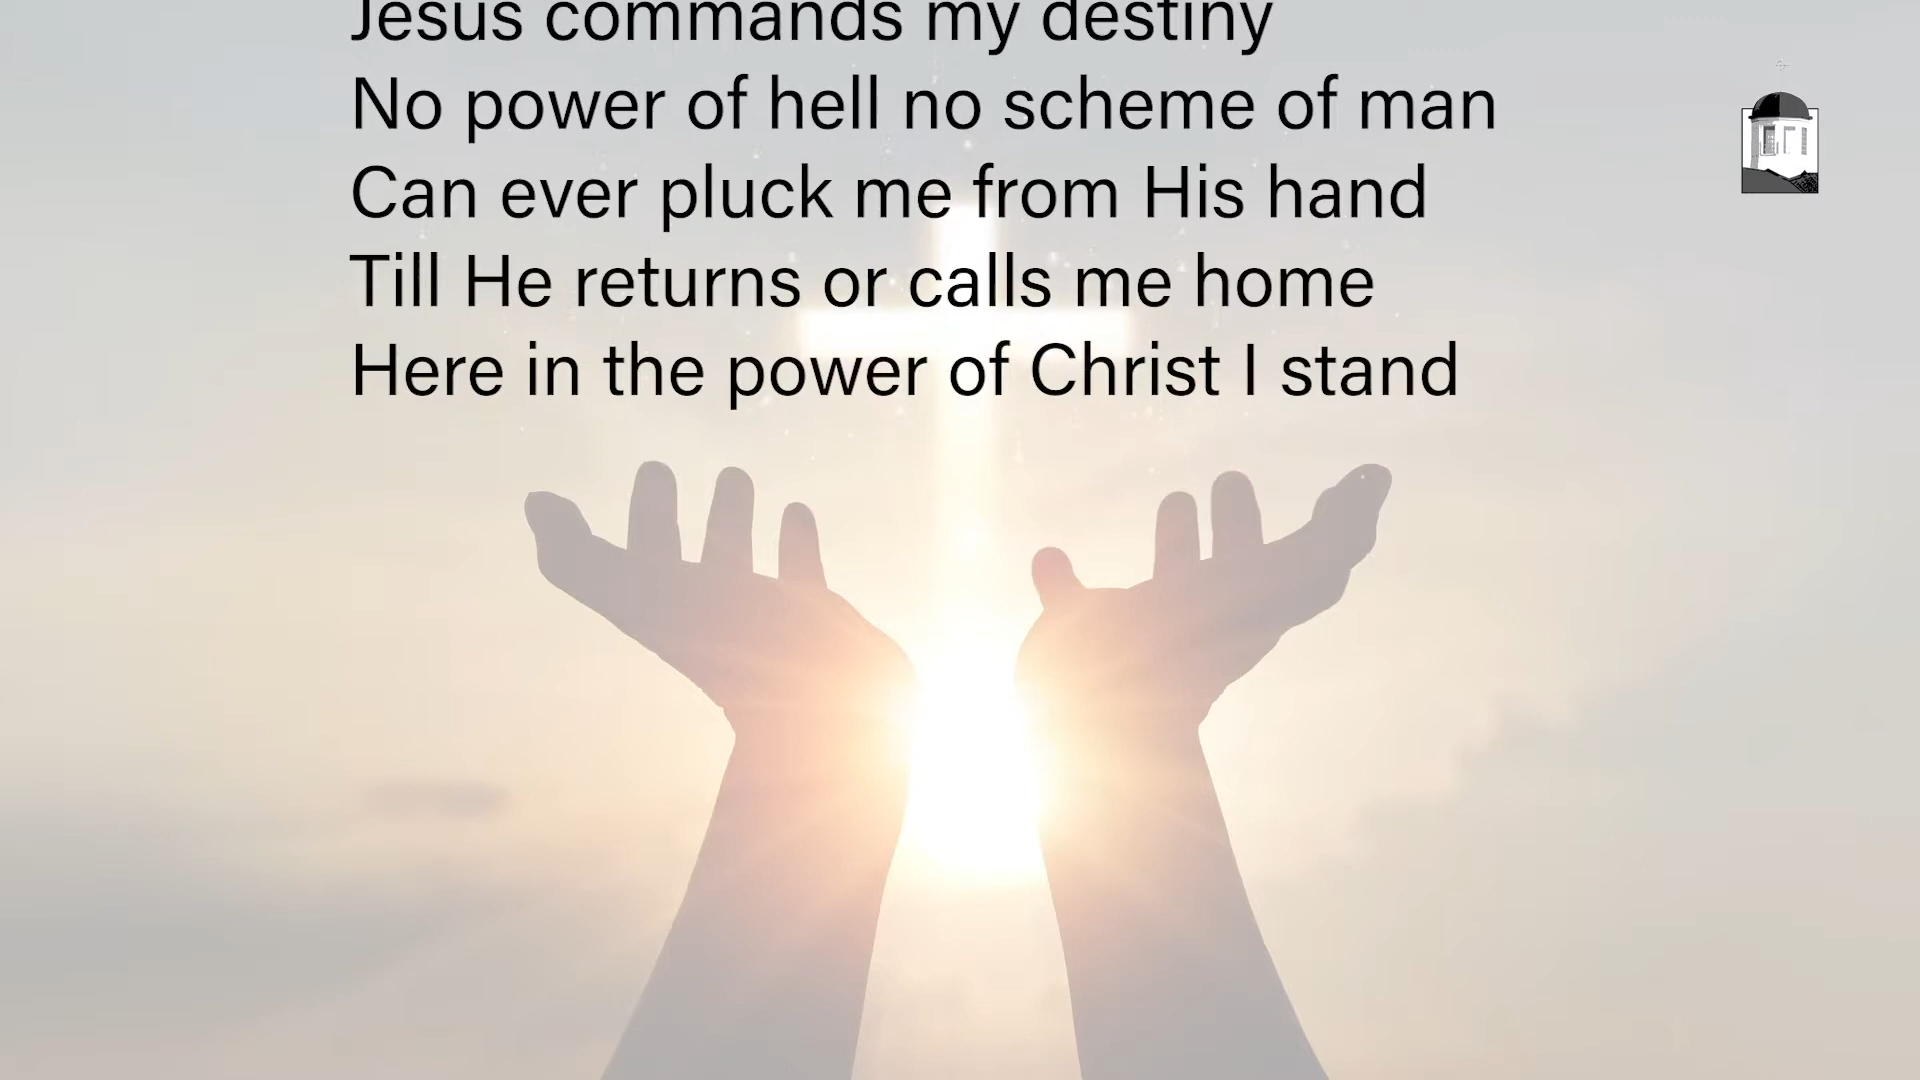 Jesus commands my destiny
No power of hell no scheme of man
Can ever pluck me from His hand
Till He returns or calls me home
Here in the power of Christ I stand